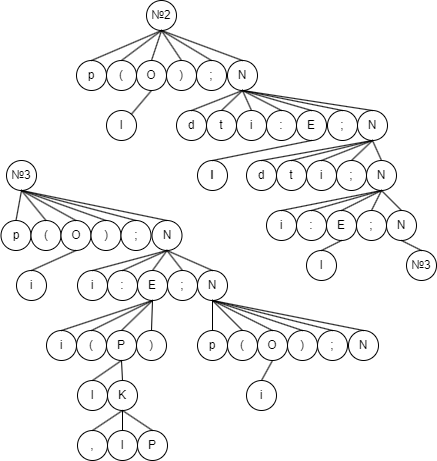 №2
p ( O ) ; N
l d t i : E ; N
№3 l d t i ; N
p ( O ) ; N i : E ; N
l №3
i i : E ; N
i ( P ) p ( O ) ; N
l K i
, l P